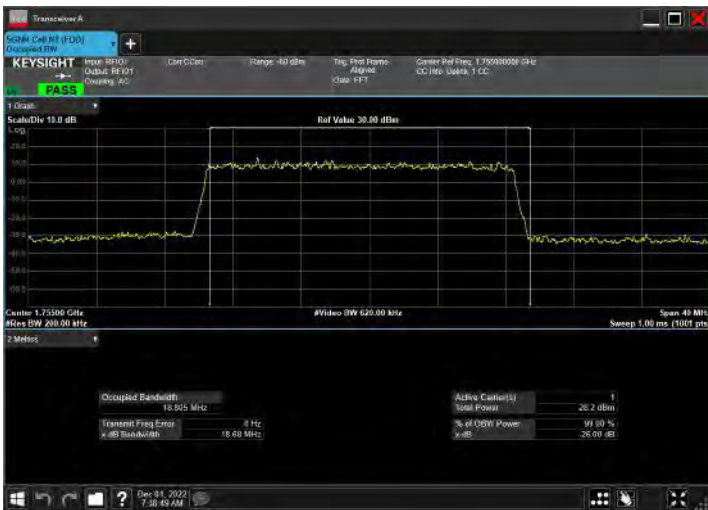 Transceiver A
5GNR Cell NT (FDD)
Occupied BW
KEYSIGHT
Input: RFIO1
Output: RFIO1
Coupling: AC
Corr CCorr
Range: -60 dBm
Trig: Prot Frame
Aligned
Gate: FFT
Center Ref Freq: 1.755000000 GHz
CC Info: Uplink, 1 CC
PASS
1 Graph
Scale/Div 10.0 dB
Ref Value 30.00 dBm
Log
Center 1.75500 GHz
#Video BW 620.00 kHz
Span 40 MHz
#Res BW 200.00 kHz
Sweep 1.00 ms (1001 pts
2 Metrics
Occupied Bandwidth
18.805 MHz
Active Carrier(s)
1
Total Power
28.2 dBm
Transmit Freq Error
0 Hz
% of OBW Power
99.00 %
x dB Bandwidth
x dB
-26.00 dB
Dec 01, 2022
7:38:49 AM